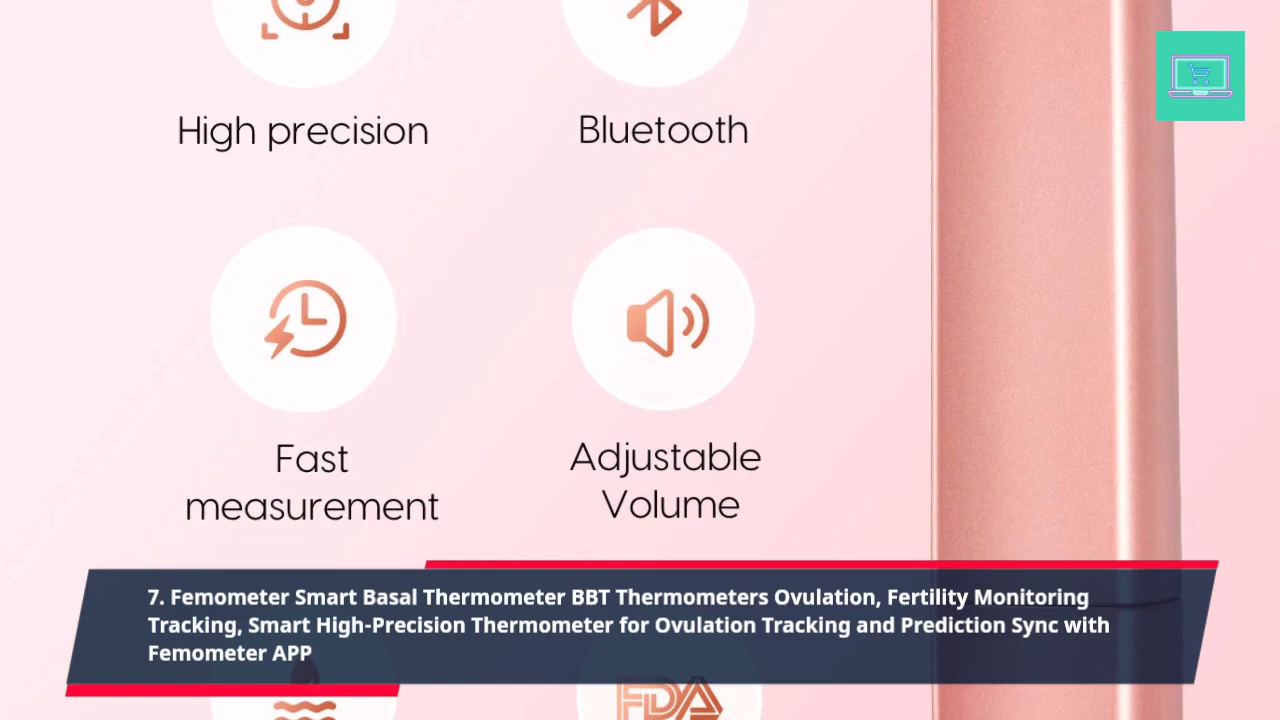 High precision
Bluetooth
Fast
measurement
Adjustable
Volume
7. Femometer Smart Basal Thermometer BBT Thermometers Ovulation, Fertility Monitoring
Tracking, Smart High-Precision Thermometer for Ovulation Tracking and Prediction Sync with
Femometer APP
FDA